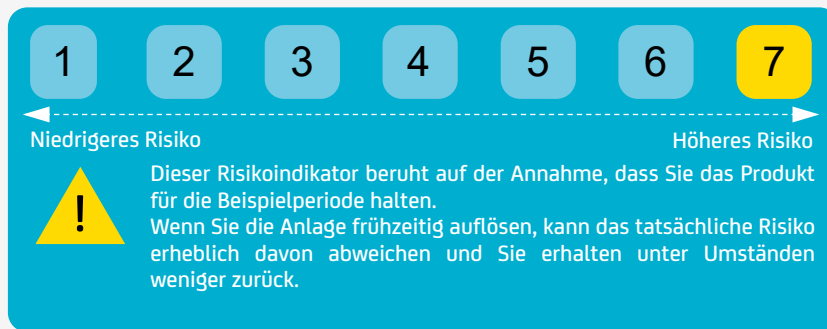 1 2 3 4 5 6 7
Niedrigeres Risiko Höheres Risiko
!
Dieser Risikoindikator beruht auf der Annahme, dass Sie das Produkt
für die Beispielperiode halten.
Wenn Sie die Anlage frühzeitig auflösen, kann das tatsächliche Risiko
erheblich davon abweichen und Sie erhalten unter Umständen
weniger zurück.